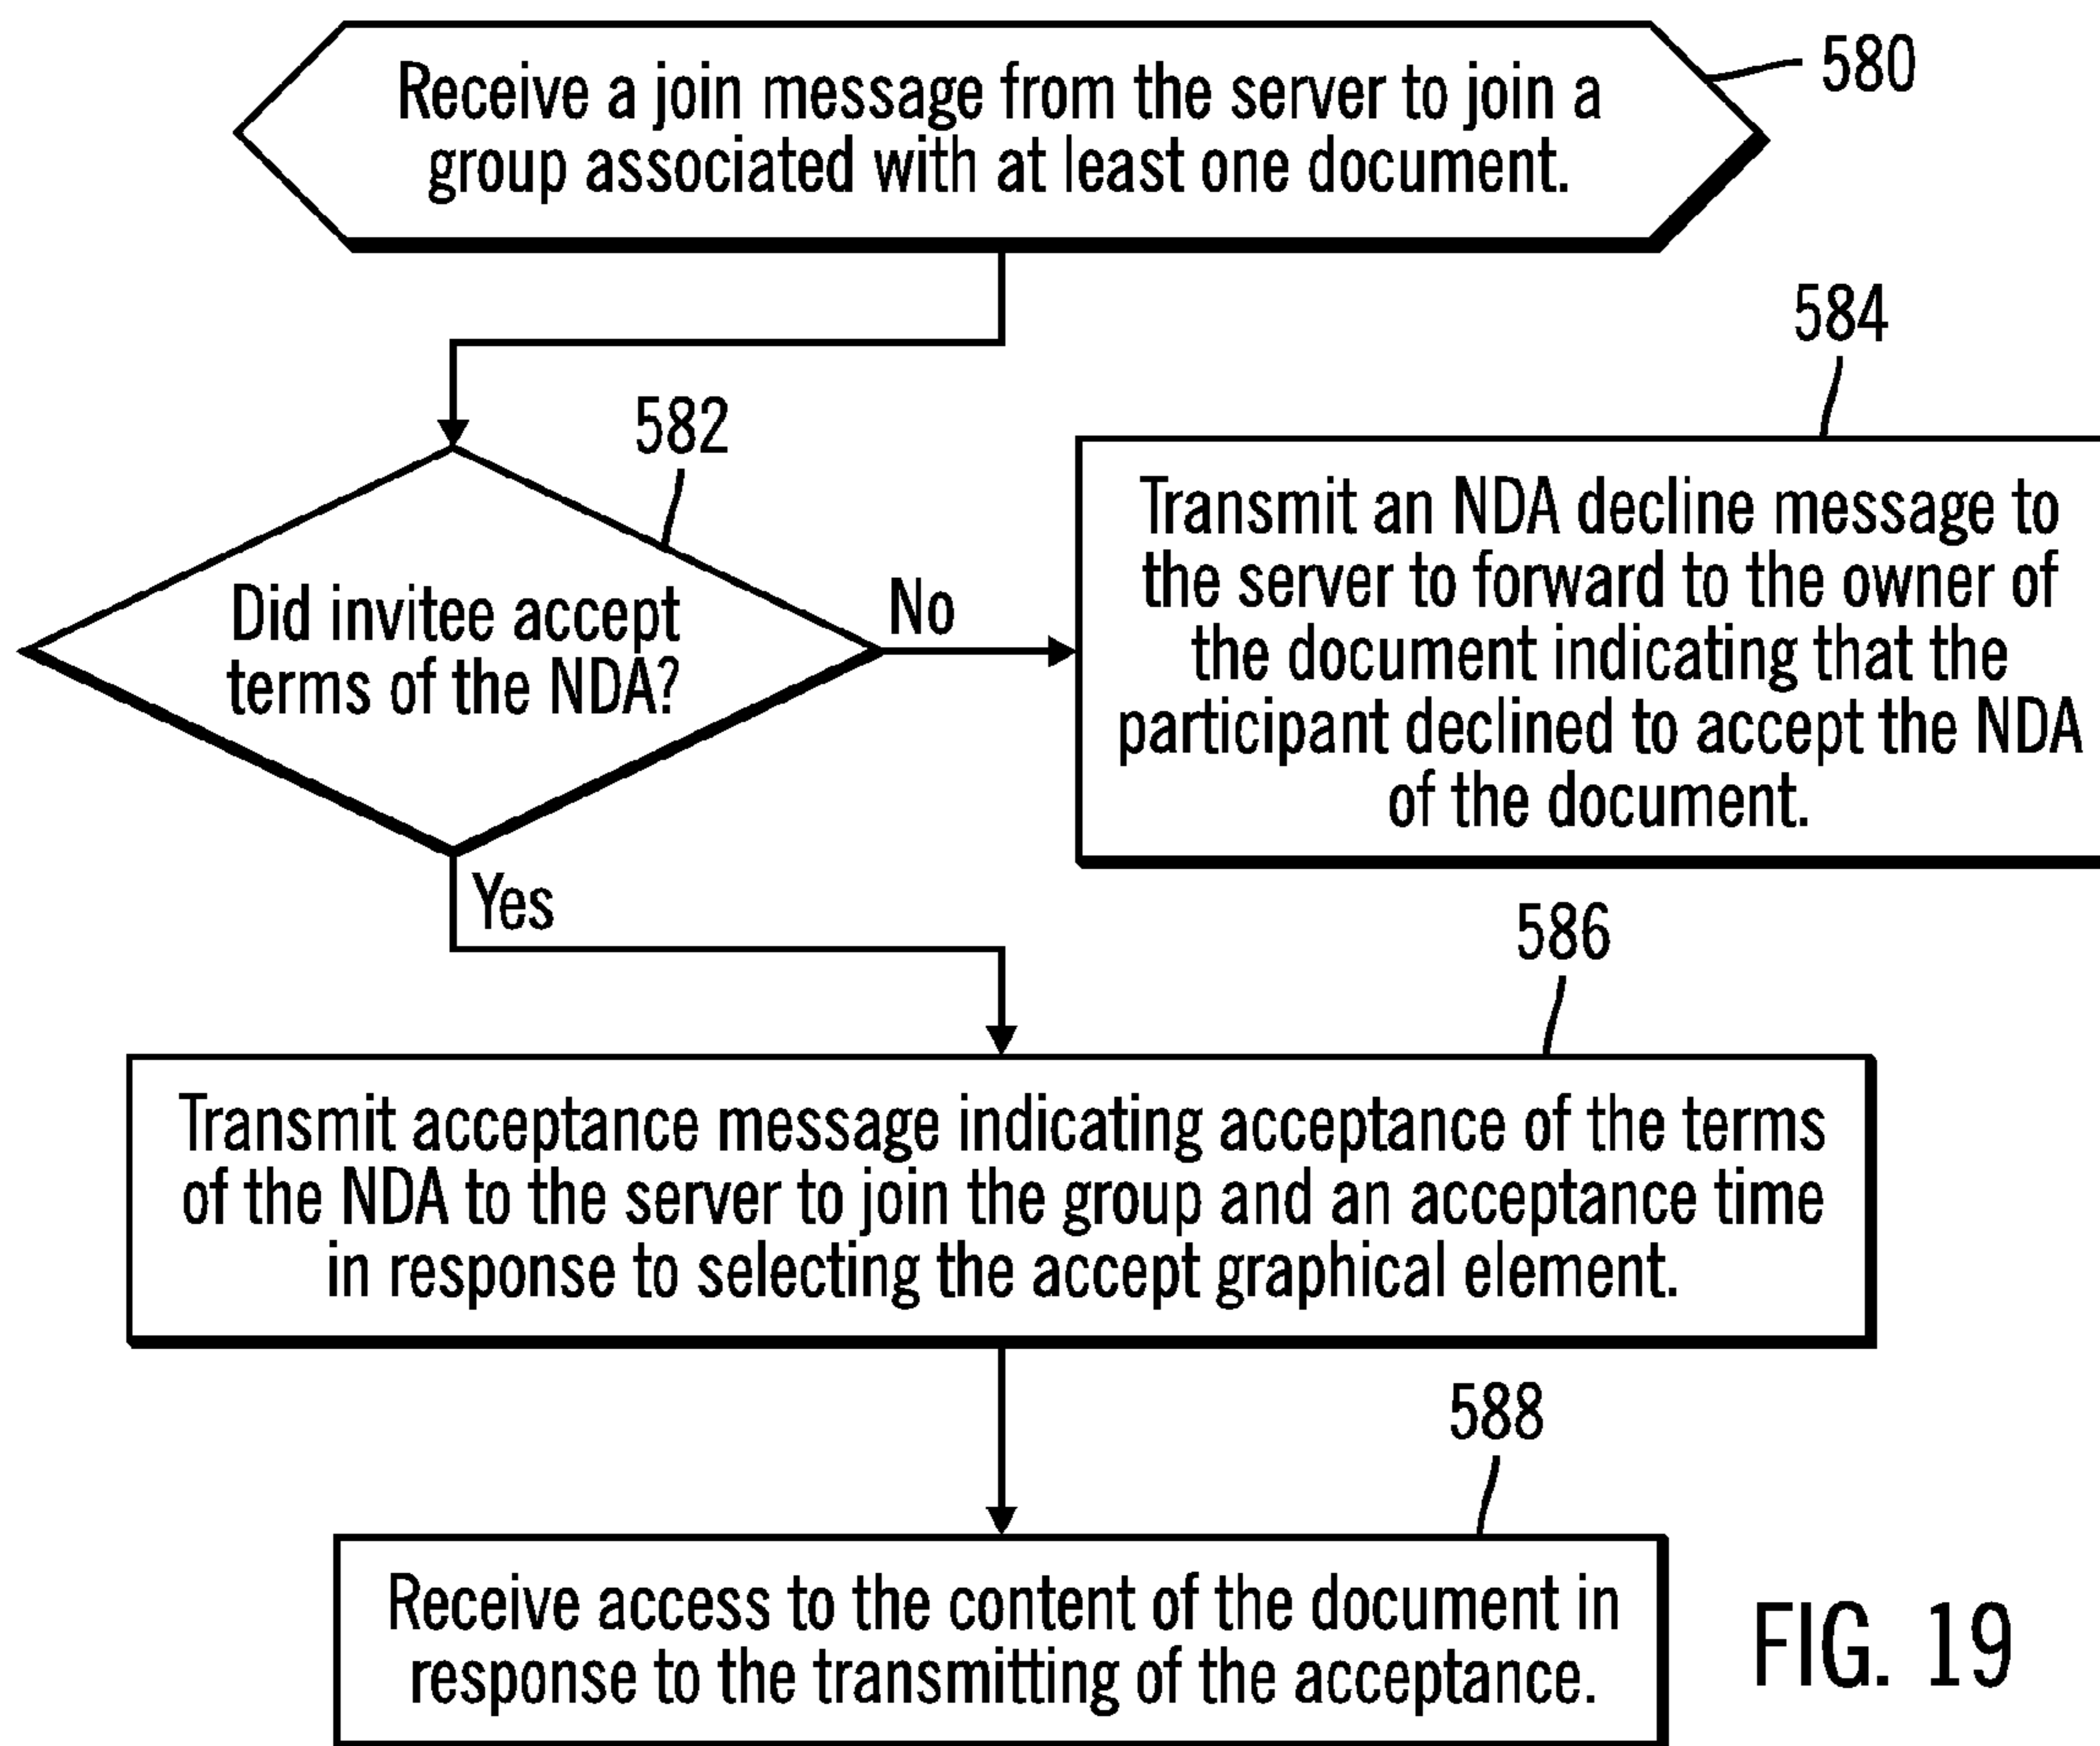 Receive a join message from the server to join a
group associated with at least one document.
580
582
Did invitee accept
terms of the NDA?
No
Yes
584
Transmit an NDA decline message to
the server to forward to the owner of
the document indicating that the
participant declined to accept the NDA
of the document.
586
Transmit acceptance message indicating acceptance of the terms
of the NDA to the server to join the group and an acceptance time
in response to selecting the accept graphical element.
588
Receive access to the content of the document in
response to the transmitting of the acceptance.
FIG. 19